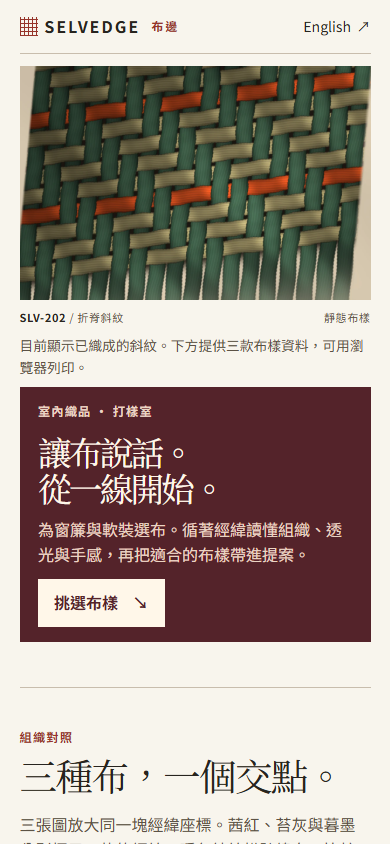 SELVEDGE 布邊
English ↗
SLV-202 / 折脊斜紋
靜態布樣
目前顯示已織成的斜紋。下方提供三款布樣資料，可用瀏
覽器列印。
室內織品・打樣室
讓布說話。
從一線開始。
為窗簾與軟裝選布。循著經緯讀懂組織、透
光與手感，再把適合的布樣帶進提案。
挑選布樣 ↘
組織對照
三種布，一個交點。
三張圖放大同一塊經緯座標。茜紅、苔灰與暮墨